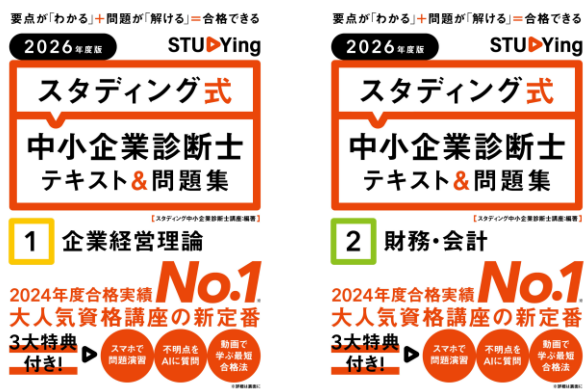 要点が「わかる」+問題が「解ける」=合格できる
2026年度版
STUDYing
スタディング式
中小企業診断士
テキスト&問題集
[スタディング中小企業診断士講座:編著]
1 企業経営理論
2024年度合格実績 No.1
大人気資格講座の新定番
3大特典
付き!
スマホで
問題演習
不明点を
AIに質問
動画で
学ぶ最短
合格法
※詳細は裏面に
要点が「わかる」+問題が「解ける」=合格できる
2026年度版
STUDYing
スタディング式
中小企業診断士
テキスト&問題集
[スタディング中小企業診断士講座:編著]
2 財務・会計
2024年度合格実績 No.1
大人気資格講座の新定番
3大特典
付き!
スマホで
問題演習
不明点を
AIに質問
動画で
学ぶ最短
合格法
※詳細は裏面に